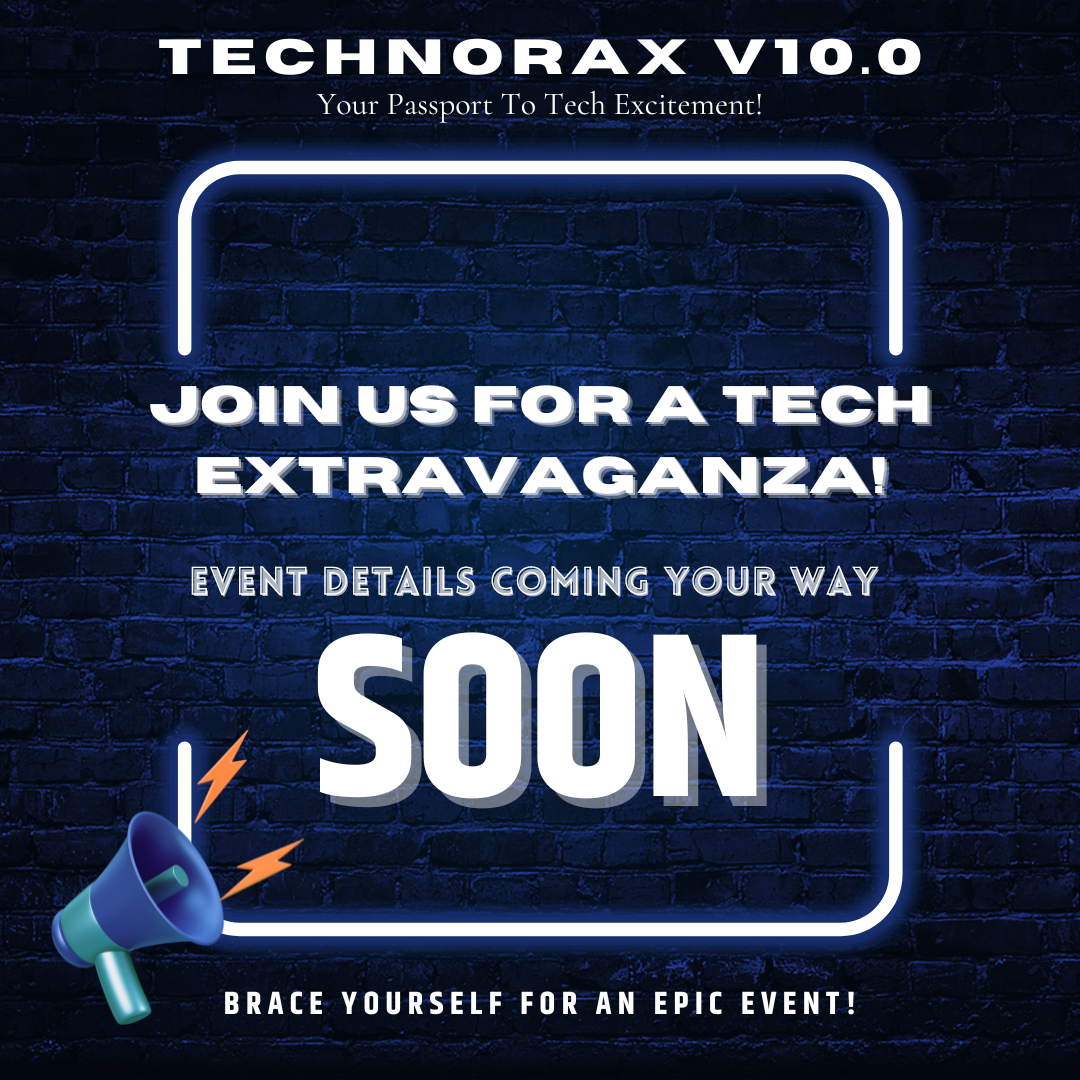 TECHNORAX V10.0
Your Passport To Tech Excitement!
JOIN US FOR A TECH
EXTRAVAGANZA!
EVENT DETAILS COMING YOUR WAY
SOON
BRACE YOURSELF FOR AN EPIC EVENT!